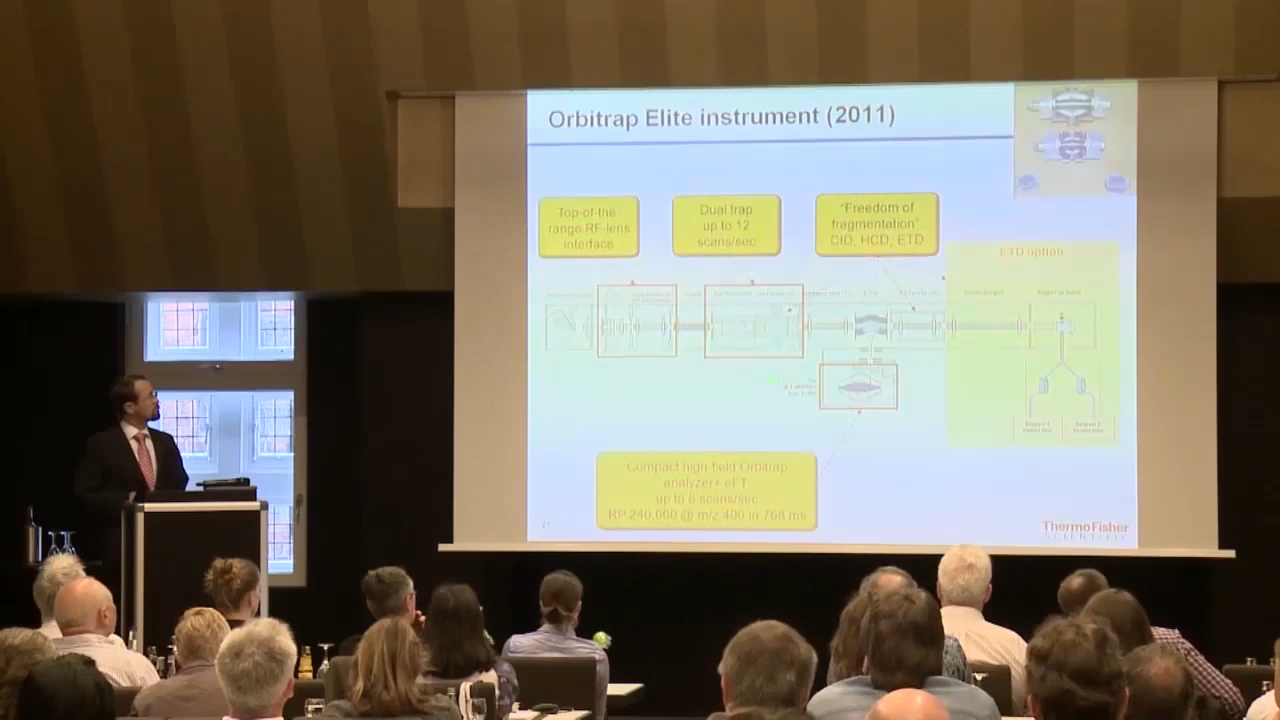 Orbitrap Elite instrument (2011)
Top-of-the-
range RF-lens
interface
Dual trap
up to 12
scans/sec
"Freedom of
fragmentation":
CID, HCD, ETD
ETD option
Compact high field Orbitrap
analyzer+ eFT
up to 8 scans/sec
RP 240.000 @ m/z 400 in 768 ms
21
ThermoFisher
SCIENTIFIC